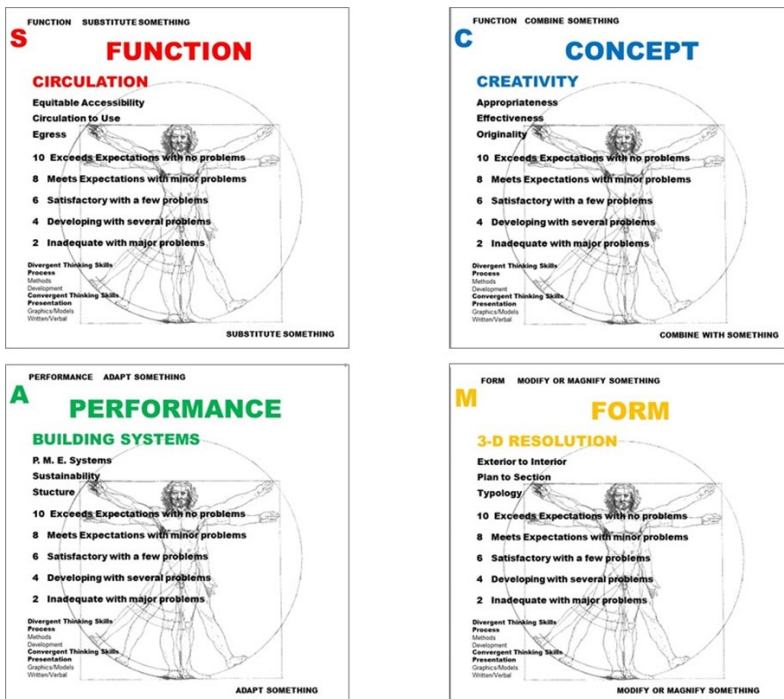 FUNCTION SUBSTITUTE SOMETHING
S
FUNCTION
CIRCULATION
Equitable Accessibility
Circulation to Use
Egress
10 Exceeds Expectations with no problems
8 Meets Expectations with minor problems
6 Satisfactory with a few problems
4 Developing with several problems
2 Inadequate with major problems
Divergent Thinking Skills
Process
Methods
Development
Convergent Thinking Skills
Presentation
Graphics/Models
Written/Verbal
SUBSTITUTE SOMETHING
FUNCTION COMBINE SOMETHING
C
CONCEPT
CREATIVITY
Appropriateness
Effectiveness
Originality
10 Exceeds Expectations with no problems
8 Meets Expectations with minor problems
6 Satisfactory with a few problems
4 Developing with several problems
2 Inadequate with major problems
Divergent Thinking Skills
Process
Methods
Development
Convergent Thinking Skills
Presentation
Graphics/Models
Written/Verbal
COMBINE WITH SOMETHING
PERFORMANCE ADAPT SOMETHING
A
PERFORMANCE
BUILDING SYSTEMS
P. M. E. Systems
Sustainability
Stucture
10 Exceeds Expectations with no problems
8 Meets Expectations with minor problems
6 Satisfactory with a few problems
4 Developing with several problems
2 Inadequate with major problems
Divergent Thinking Skills
Process
Methods
Development
Convergent Thinking Skills
Presentation
Graphics/Models
Written/Verbal
ADAPT SOMETHING
FORM MODIFY OR MAGNIFY SOMETHING
M
FORM
3-D RESOLUTION
Exterior to Interior
Plan to Section
Typology
10 Exceeds Expectations with no problems
8 Meets Expectations with minor problems
6 Satisfactory with a few problems
4 Developing with several problems
2 Inadequate with major problems
Divergent Thinking Skills
Process
Methods
Development
Convergent Thinking Skills
Presentation
Graphics/Models
Written/Verbal
MODIFY OR MAGNIFY SOMETHING